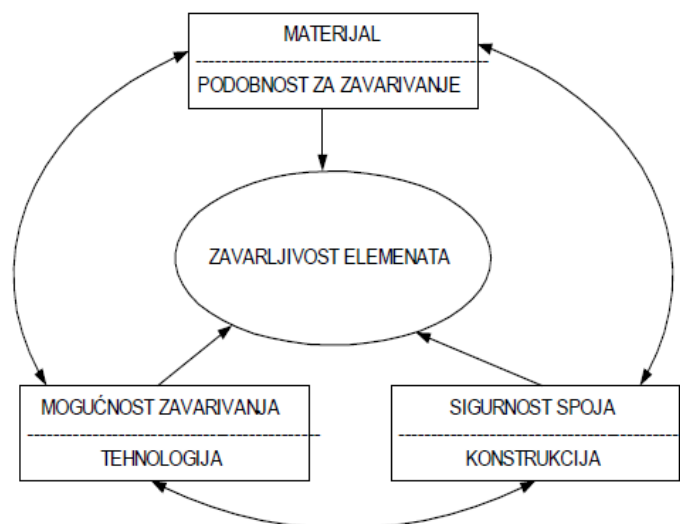 MATERIJAL
PODOBNOST ZA ZAVARIVANJE
ZAVARLJIVOST ELEMENATA
MOGUĆNOST ZAVARIVANJA
TEHNOLOGIJA
SIGURNOST SPOJA
KONSTRUKCIJA